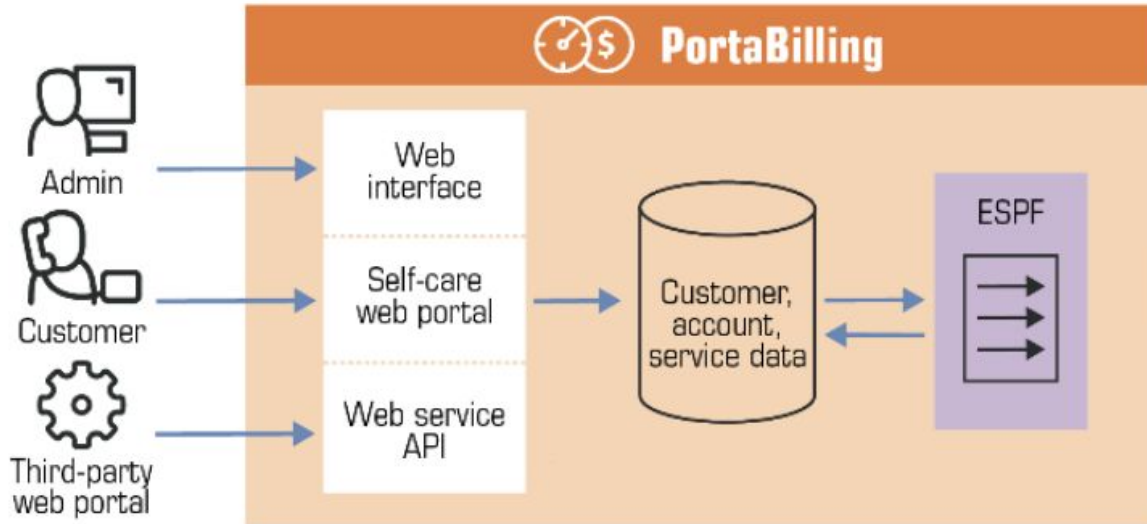 $ PortaBilling
Admin
Customer
Third-party
web portal
Web
interface
Self-care
web portal
Web service
API
Customer,
account,
service data
ESPF